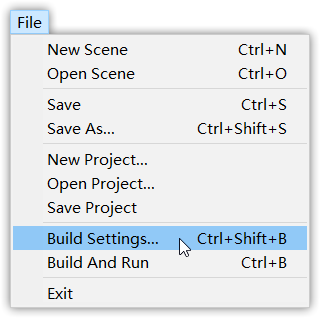 File
New Scene Ctrl+N
Open Scene Ctrl+O
Save Ctrl+S
Save As... Ctrl+Shift+S
New Project...
Open Project...
Save Project
Build Settings... Ctrl+Shift+B
Build And Run Ctrl+B
Exit